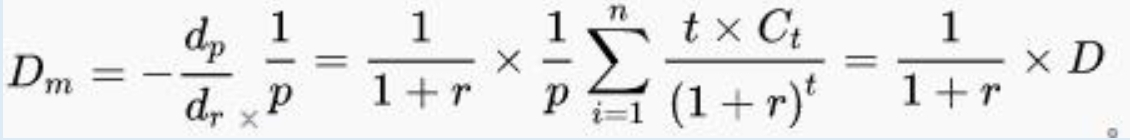 D_m = -\frac{d_p}{d_r} \times \frac{1}{p} = \frac{1}{1+r} \times \frac{1}{p} \sum_{i=1}^{n} \frac{t \times C_t}{(1+r)^t} = \frac{1}{1+r} \times D 。